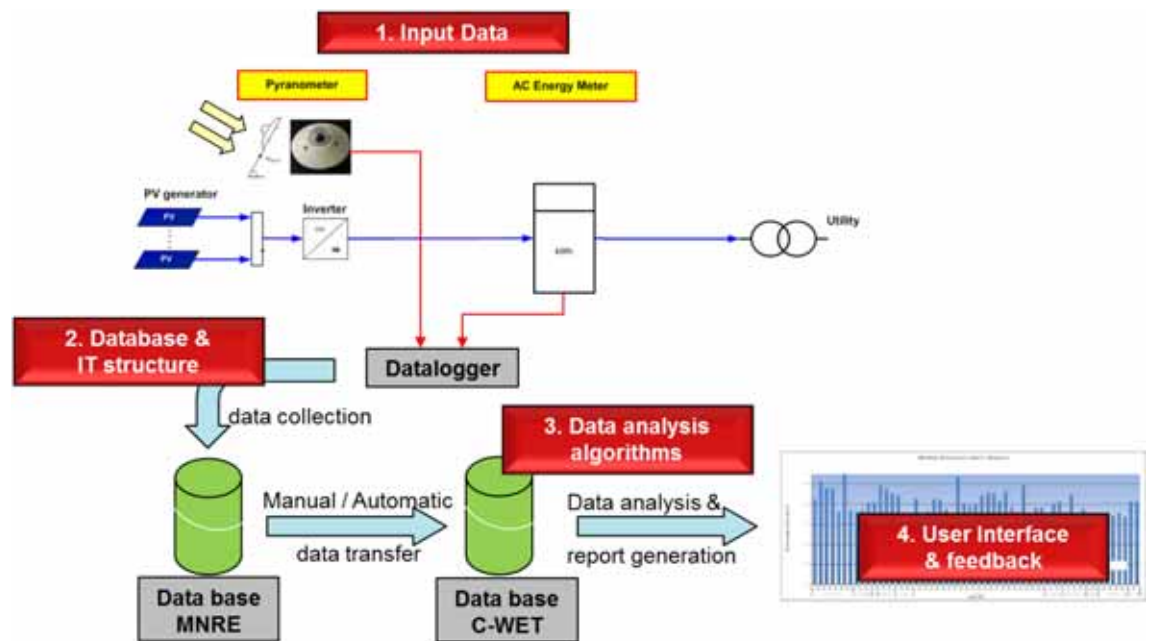 1. Input Data
Pyranometer
AC Energy Meter
PV generator
PV
PV
Inverter
Utility
2. Database &
IT structure
Datalogger
data collection
3. Data analysis
algorithms
Manual / Automatic
data transfer
Data analysis &
report generation
4. User Interface
& feedback
Data base
MNRE
Data base
C-WET